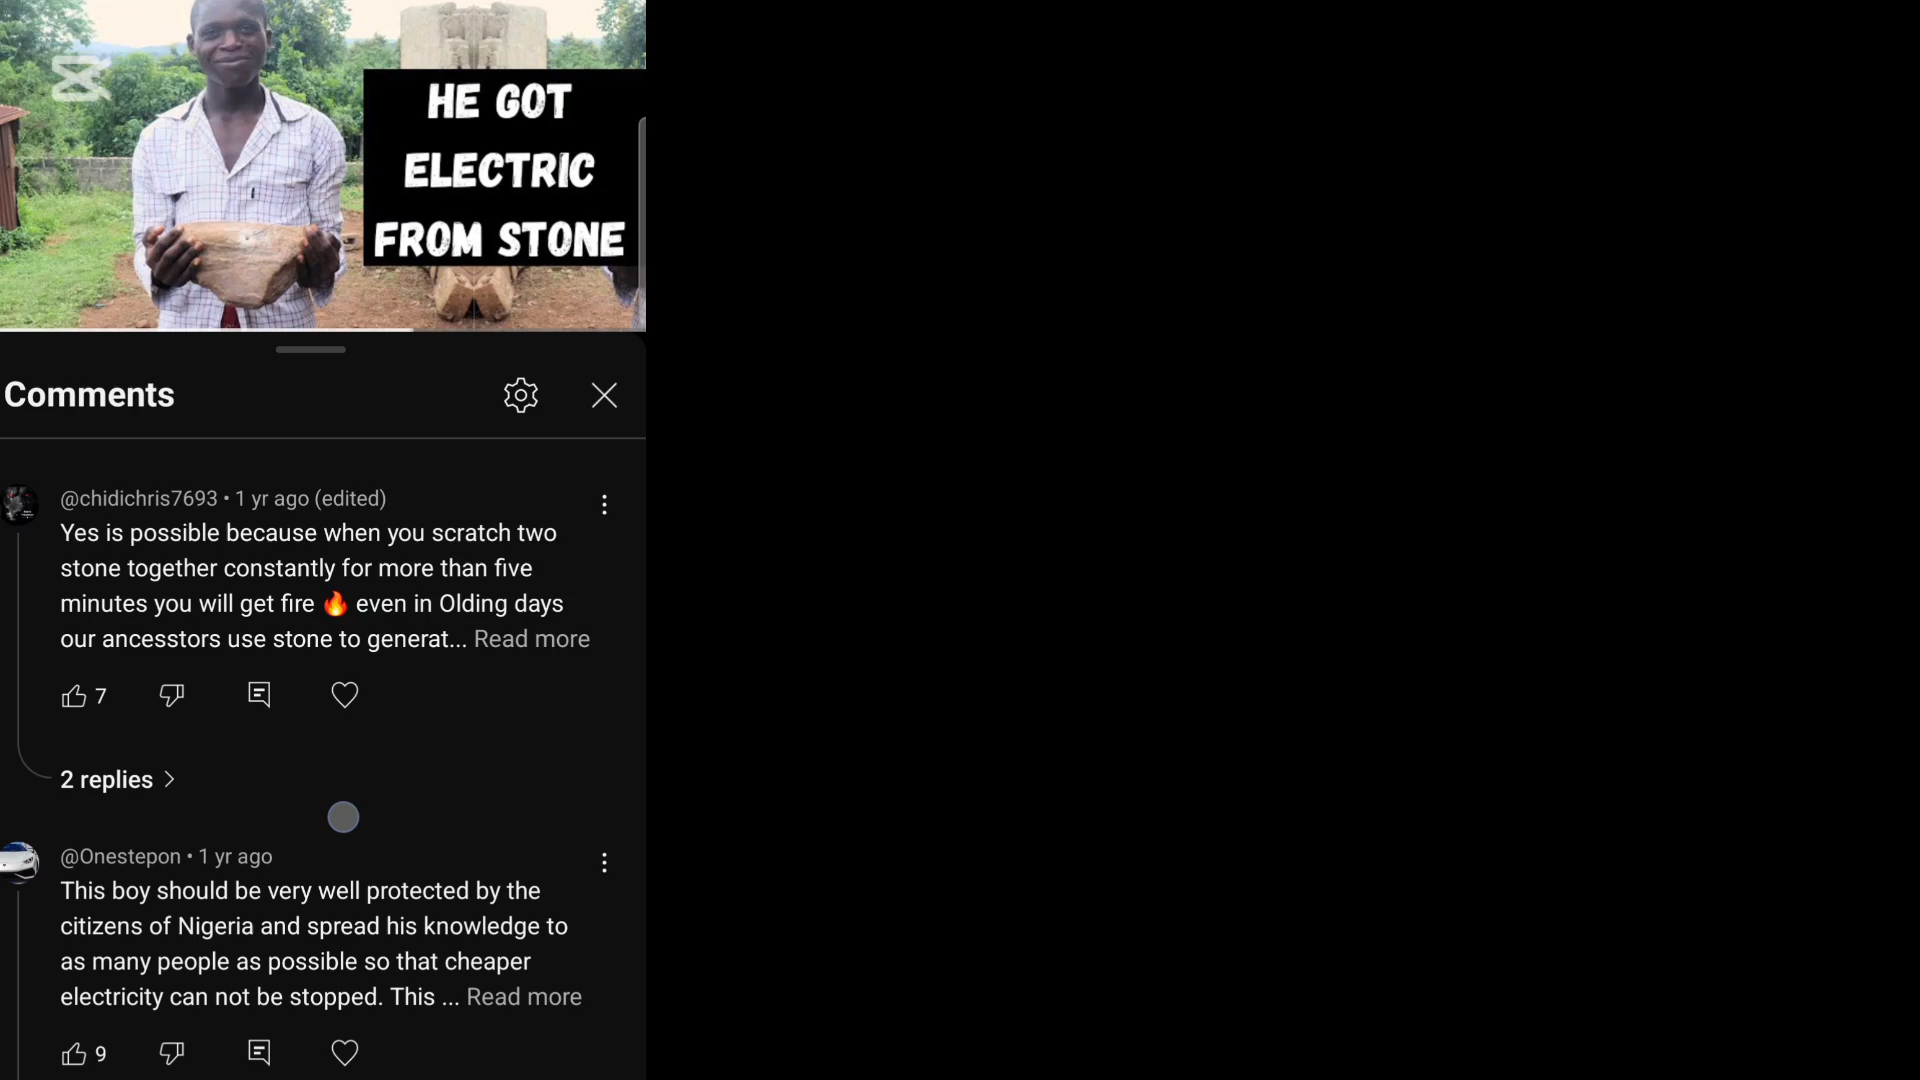 HE GOT
ELECTRIC
FROM STONE
Comments
@chidichris7693 • 1 yr ago (edited)
Yes is possible because when you scratch two
stone together constantly for more than five
minutes you will get fire 🔥 even in Olding days
our ancesstors use stone to generat... Read more
7
2 replies
@Onestepon • 1 yr ago
This boy should be very well protected by the
citizens of Nigeria and spread his knowledge to
as many people as possible so that cheaper
electricity can not be stopped. This ... Read more
9